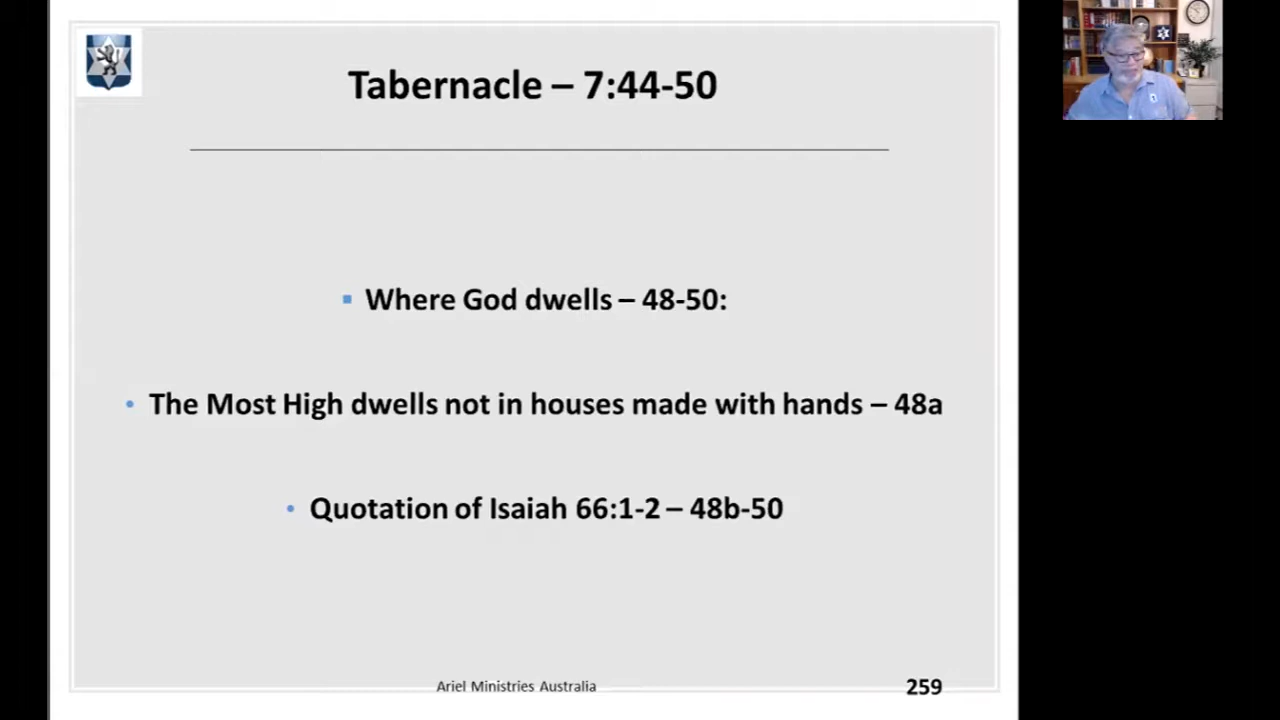 Tabernacle – 7:44-50
▪ Where God dwells – 48-50:
• The Most High dwells not in houses made with hands – 48a
• Quotation of Isaiah 66:1-2 – 48b-50
Ariel Ministries Australia
259